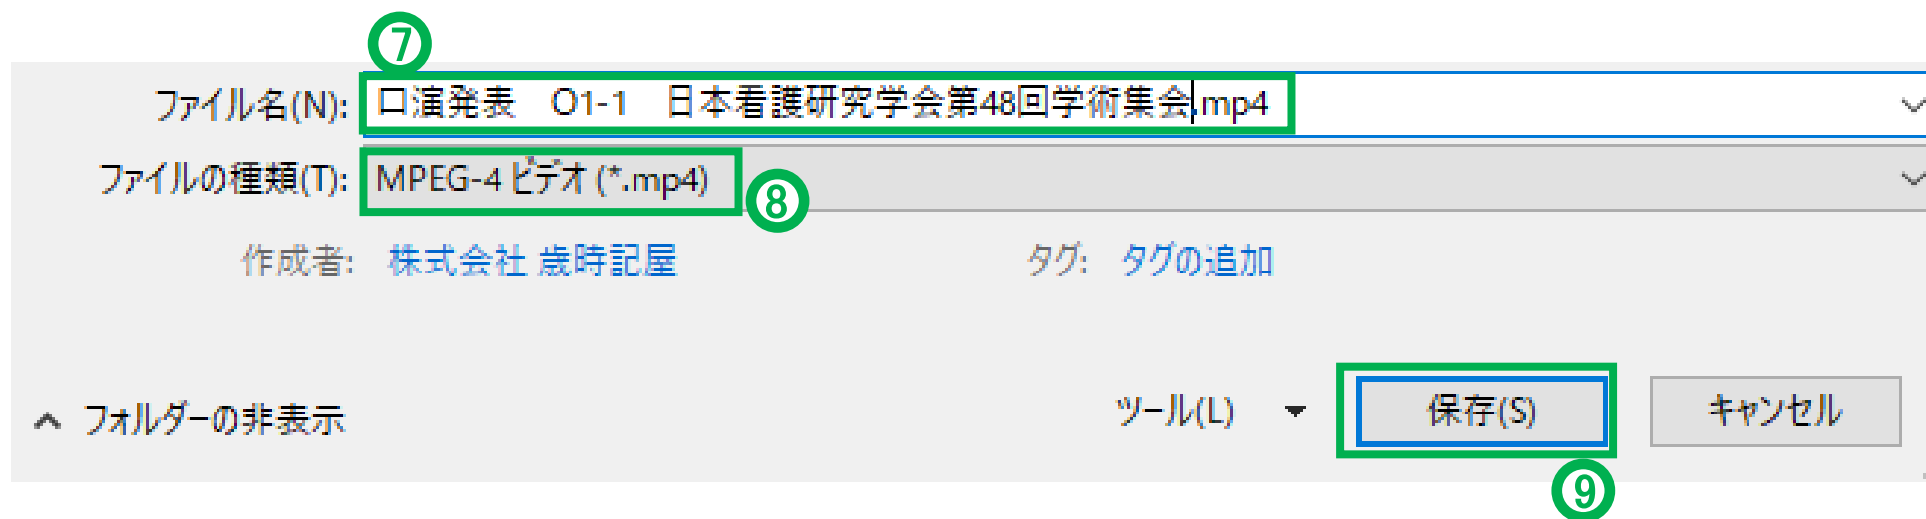 ⑦
ファイル名(N): 口演発表　O1-1　日本看護研究学会第48回学術集会.mp4
ファイルの種類(T): MPEG-4 ビデオ (*.mp4)
⑧
作成者: 株式会社 歳時記屋 タグ: タグの追加
フォルダーの非表示 ツール(L) 保存(S) キャンセル
⑨